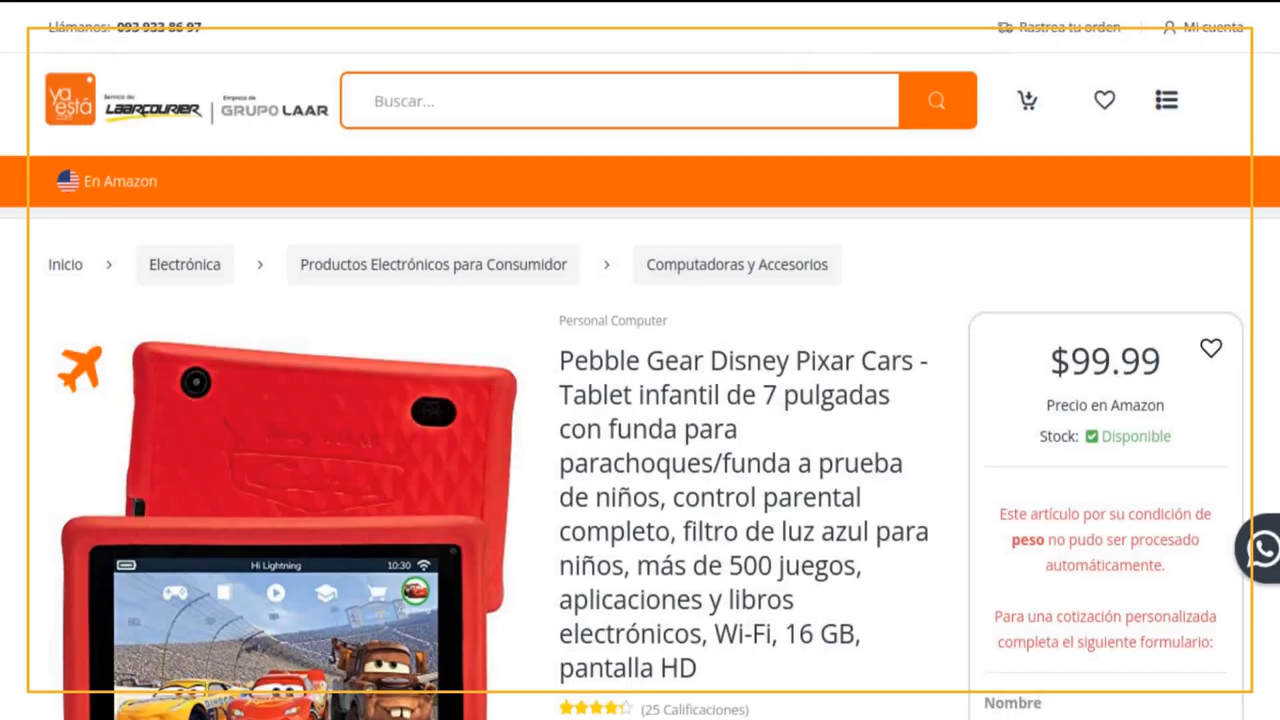 Llámanos: 093 933 86 97
Rastrea tu orden
Mi cuenta
ya está .com
Servicio de:
LAARCOURIER
Empresa de:
GRUPO LAAR
Buscar...
En Amazon
Inicio > Electrónica > Productos Electrónicos para Consumidor > Computadoras y Accesorios
Personal Computer
Pebble Gear Disney Pixar Cars -
Tablet infantil de 7 pulgadas
con funda para
parachoques/funda a prueba
de niños, control parental
completo, filtro de luz azul para
niños, más de 500 juegos,
aplicaciones y libros
electrónicos, Wi-Fi, 16 GB,
pantalla HD
(25 Calificaciones)
Hi Lightning
10:30
$99.99
Precio en Amazon
Stock: Disponible
Este artículo por su condición de
peso no pudo ser procesado
automáticamente.
Para una cotización personalizada
completa el siguiente formulario:
Nombre